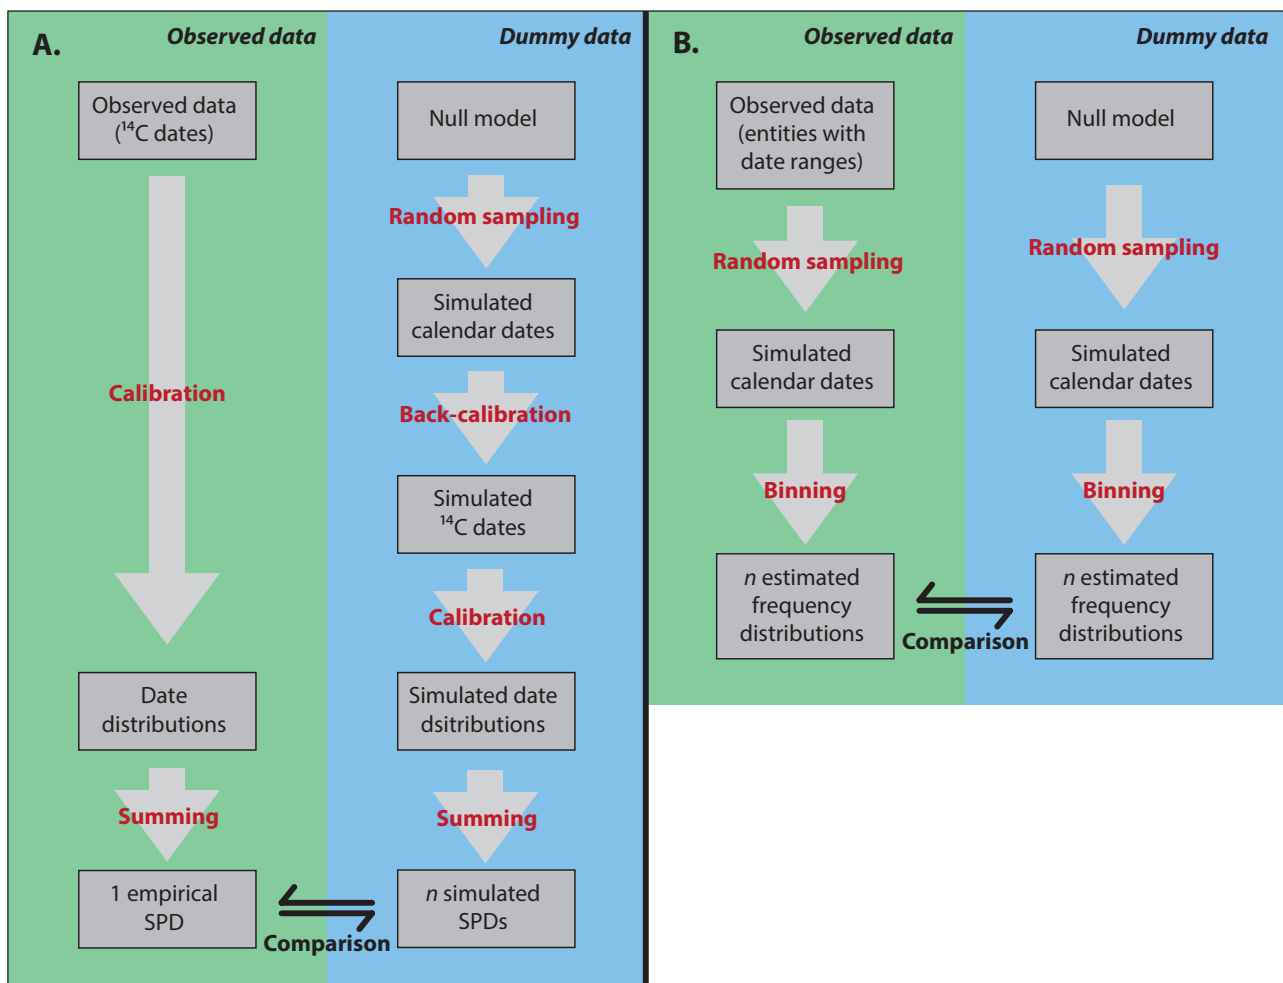 A.
Observed data
Dummy data
Observed data
(¹⁴C dates)
Calibration
Date
distributions
Summing
1 empirical
SPD
Null model
Random sampling
Simulated
calendar dates
Back-calibration
Simulated
¹⁴C dates
Calibration
Simulated date
dsitributions
Summing
n simulated
SPDs
Comparison
B.
Observed data
Dummy data
Observed data
(entities with
date ranges)
Random sampling
Simulated
calendar dates
Binning
n estimated
frequency
distributions
Null model
Random sampling
Simulated
calendar dates
Binning
n estimated
frequency
distributions
Comparison